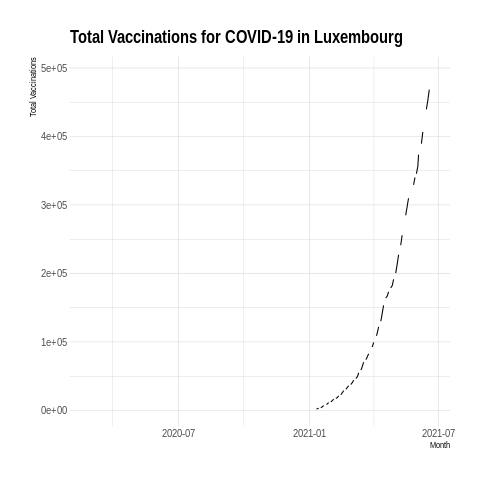 Total Vaccinations for COVID-19 in Luxembourg
Total Vaccinations
5e+05
4e+05
3e+05
2e+05
1e+05
0e+00
2020-07
2021-01
2021-07
Month